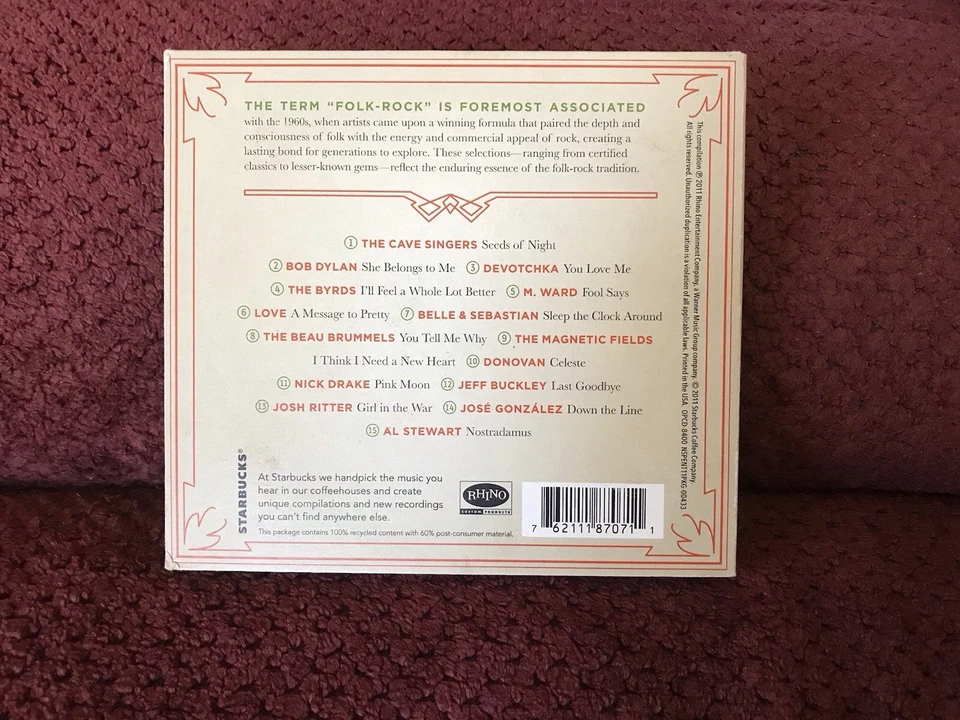 THE TERM “FOLK-ROCK” IS FOREMOST ASSOCIATED
with the 1960s, when artists came upon a winning formula that paired the depth and
consciousness of folk with the energy and commercial appeal of rock, creating a
lasting bond for generations to explore. These selections—ranging from certified
classics to lesser-known gems—reflect the enduring essence of the folk-rock tradition.
① THE CAVE SINGERS Seeds of Night
② BOB DYLAN She Belongs to Me ③ DEVOTCHKA You Love Me
④ THE BYRDS I'll Feel a Whole Lot Better ⑤ M. WARD Fool Says
⑥ LOVE A Message to Pretty ⑦ BELLE & SEBASTIAN Sleep the Clock Around
⑧ THE BEAU BRUMMELS You Tell Me Why ⑨ THE MAGNETIC FIELDS
I Think I Need a New Heart ⑩ DONOVAN Celeste
⑪ NICK DRAKE Pink Moon ⑫ JEFF BUCKLEY Last Goodbye
⑬ JOSH RITTER Girl in the War ⑭ JOSÉ GONZÁLEZ Down the Line
⑮ AL STEWART Nostradamus
STARBUCKS®
At Starbucks we handpick the music you
hear in our coffeehouses and create
unique compilations and new recordings
you can't find anywhere else.
This package contains 100% recycled content with 60% post-consumer material.
RHINO
CUSTOM PRODUCTS
7 62111 87071 1
This compilation ℗ 2011 Rhino Entertainment Company, a Warner Music Group company. © 2011 Starbucks Coffee Company.
All rights reserved. Unauthorized duplication is a violation of all applicable laws. Printed in the USA. OPCD-8400 NSPENT11PKG-00433